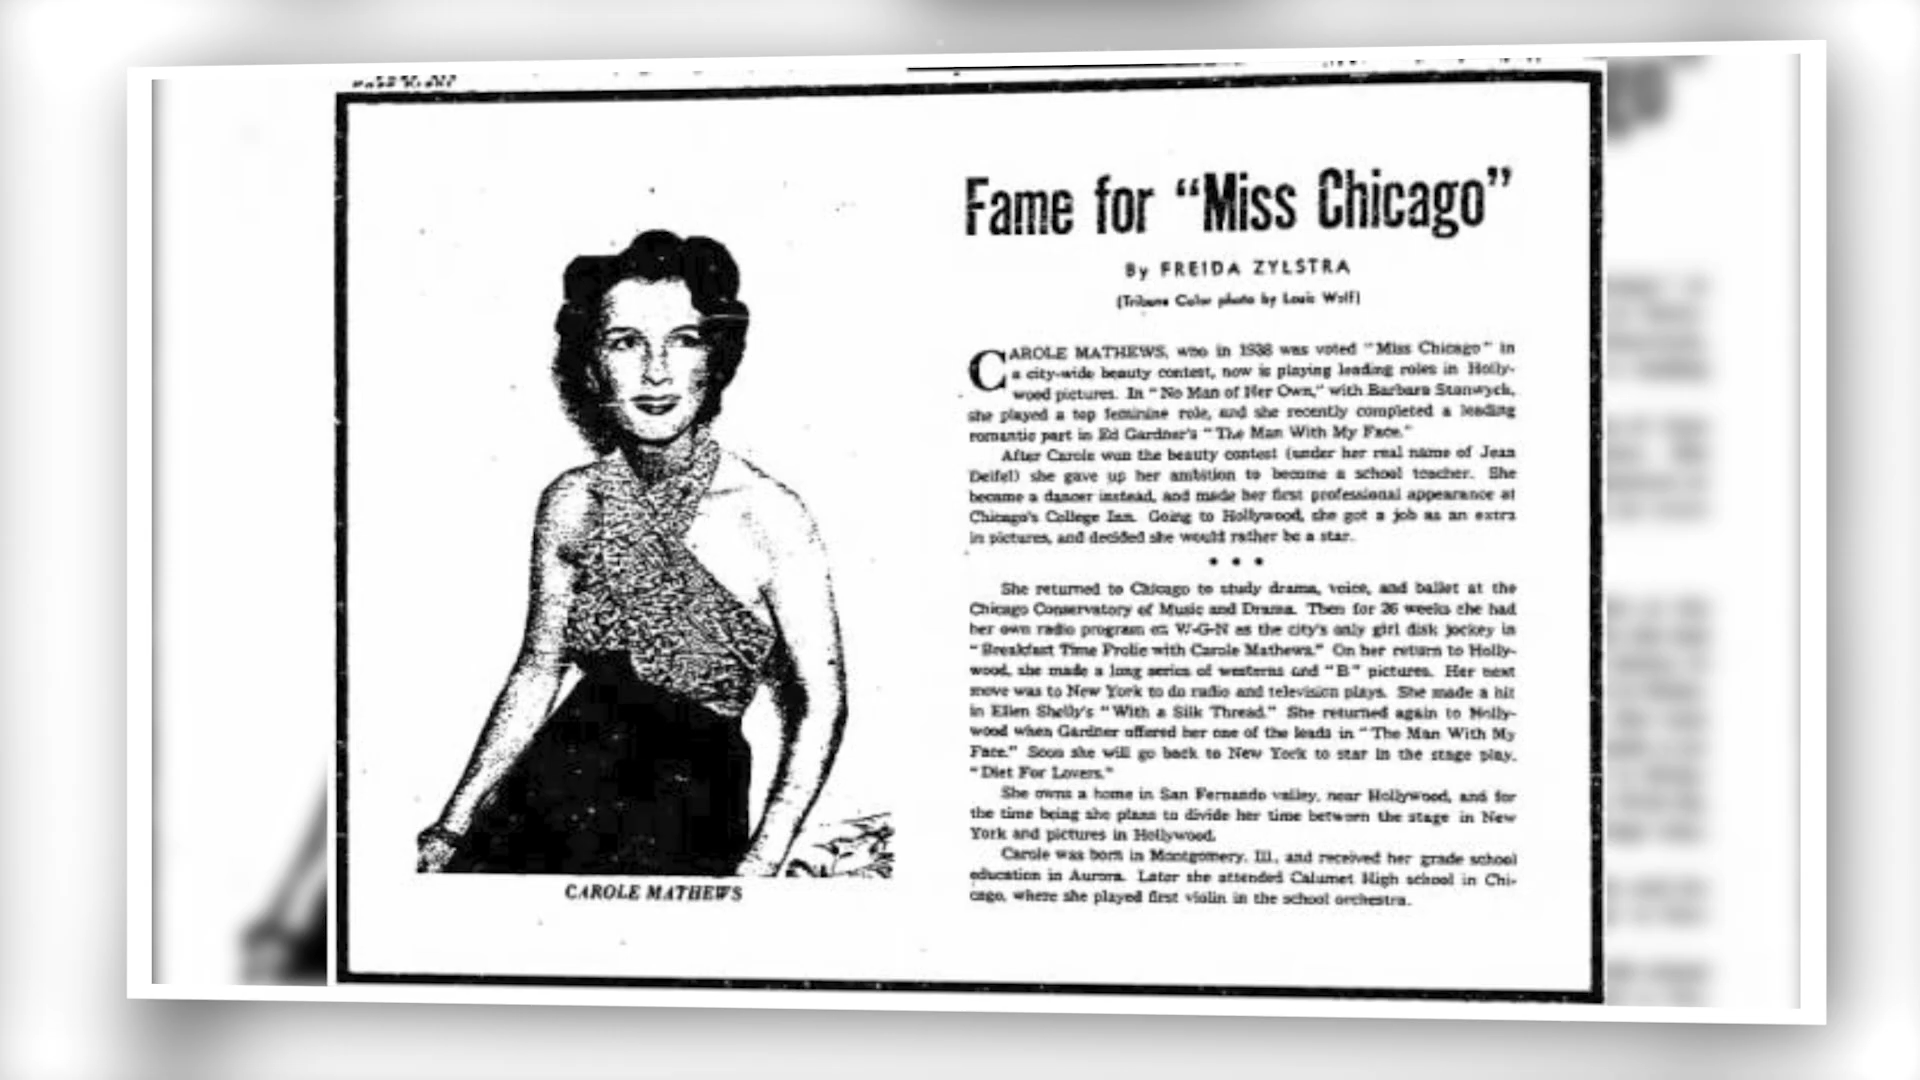 Fame for "Miss Chicago"
By FREIDA ZYLSTRA
(Tribune Color photo by Louis Wolf)
CAROLE MATHEWS, who in 1938 was voted "Miss Chicago" in
a city-wide beauty contest, now is playing leading roles in Holly-
wood pictures. In "No Man of Her Own," with Barbara Stanwyck,
she played a top feminine role, and she recently completed a leading
romantic part in Ed Gardner's "The Man With My Face."
After Carole won the beauty contest (under her real name of Jean
Deifel) she gave up her ambition to become a school teacher. She
became a dancer instead, and made her first professional appearance at
Chicago's College Inn. Going to Hollywood, she got a job as an extra
in pictures, and decided she would rather be a star.
• • •
She returned to Chicago to study drama, voice, and ballet at the
Chicago Conservatory of Music and Drama. Then for 26 weeks she had
her own radio program on W-G-N as the city's only girl disk jockey in
"Breakfast Time Frolic with Carole Mathews." On her return to Holly-
wood, she made a long series of westerns and "B" pictures. Her next
move was to New York to do radio and television plays. She made a hit
in Ellen Shelly's "With a Silk Thread." She returned again to Holly-
wood when Gardner offered her one of the leads in "The Man With My
Face." Soon she will go back to New York to star in the stage play,
"Diet For Lovers."
She owns a home in San Fernando valley, near Hollywood, and for
the time being she plans to divide her time between the stage in New
York and pictures in Hollywood.
Carole was born in Montgomery, Ill., and received her grade school
education in Aurora. Later she attended Calumet High school in Chi-
cago, where she played first violin in the school orchestra.
CAROLE MATHEWS